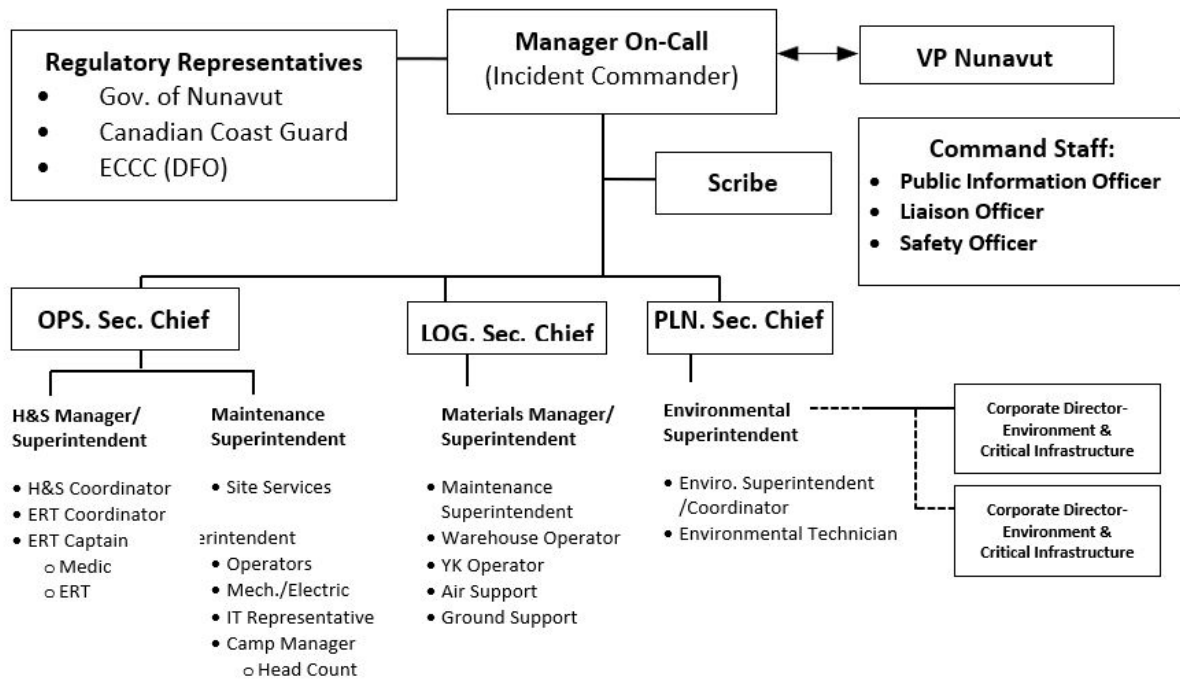 Manager On-Call
(Incident Commander)
VP Nunavut
Regulatory Representatives
• Gov. of Nunavut
• Canadian Coast Guard
• ECCC (DFO)
Command Staff:
• Public Information Officer
• Liaison Officer
• Safety Officer
Scribe
OPS. Sec. Chief
LOG. Sec. Chief
PLN. Sec. Chief
H&S Manager/
Superintendent
• H&S Coordinator
• ERT Coordinator
• ERT Captain
o Medic
o ERT
Maintenance
Superintendent
• Site Services
erintendent
• Operators
• Mech./Electric
• IT Representative
• Camp Manager
o Head Count
Materials Manager/
Superintendent
• Maintenance
Superintendent
• Warehouse Operator
• YK Operator
• Air Support
• Ground Support
Environmental
Superintendent
• Enviro. Superintendent
/Coordinator
• Environmental Technician
Corporate Director-
Environment &
Critical Infrastructure
Corporate Director-
Environment &
Critical Infrastructure